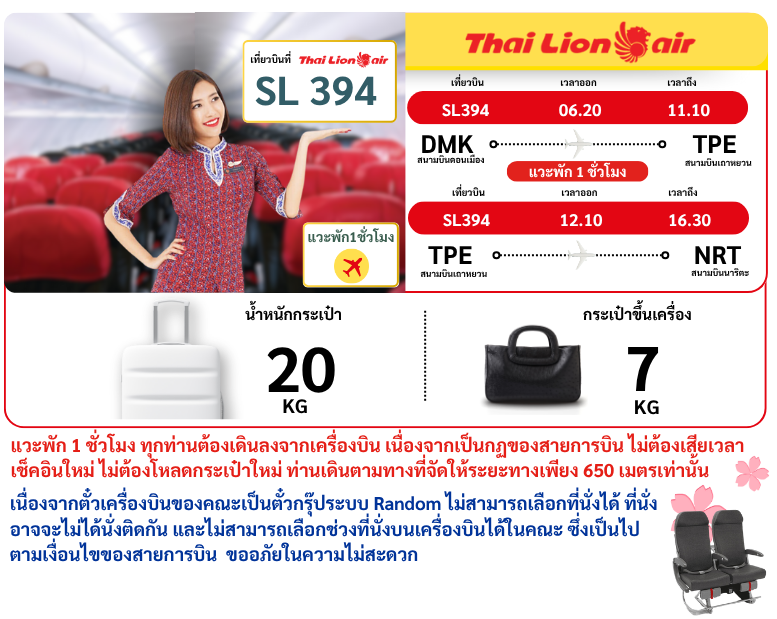 เที่ยวบินที่ Thai Lion air
SL 394
แวะพัก1ชั่วโมง
Thai Lion air
เที่ยวบิน เวลาออก เวลาถึง
SL394 06.20 11.10
DMK TPE
สนามบินดอนเมือง สนามบินเถาหยวน
แวะพัก 1 ชั่วโมง
เที่ยวบิน เวลาออก เวลาถึง
SL394 12.10 16.30
TPE NRT
สนามบินเถาหยวน สนามบินนาริตะ
น้ำหนักกระเป๋า
20
KG
กระเป๋าขึ้นเครื่อง
7
KG
แวะพัก 1 ชั่วโมง ทุกท่านต้องเดินลงจากเครื่องบิน เนื่องจากเป็นกฎของสายการบิน ไม่ต้องเสียเวลา
เช็คอินใหม่ ไม่ต้องโหลดกระเป๋าใหม่ ท่านเดินตามทางที่จัดให้ระยะทางเพียง 650 เมตรเท่านั้น
เนื่องจากตั๋วเครื่องบินของคณะเป็นตั๋วกรุ๊ประบบ Random ไม่สามารถเลือกที่นั่งได้ ที่นั่ง
อาจจะไม่ได้นั่งติดกัน และไม่สามารถเลือกช่วงที่นั่งบนเครื่องบินได้ในคณะ ซึ่งเป็นไป
ตามเงื่อนไขของสายการบิน ขออภัยในความไม่สะดวก